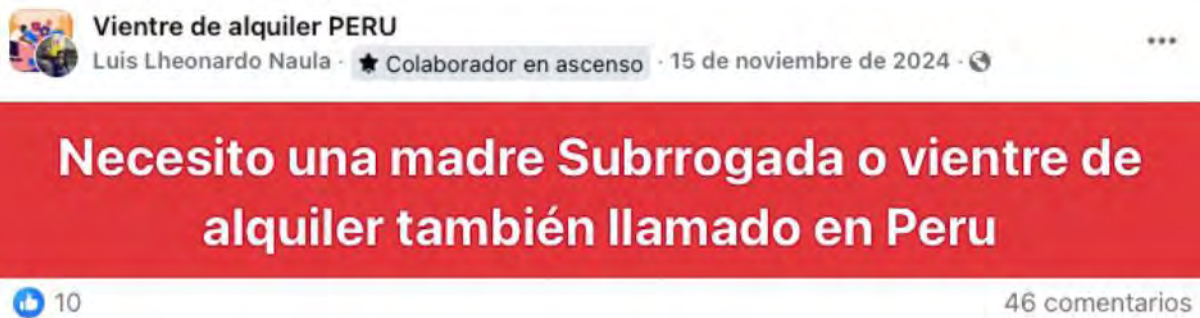 Vientre de alquiler PERU
Luis Lheonardo Naula · Colaborador en ascenso · 15 de noviembre de 2024 ·
Necesito una madre Subrrogada o vientre de
alquiler también llamado en Peru
10 46 comentarios